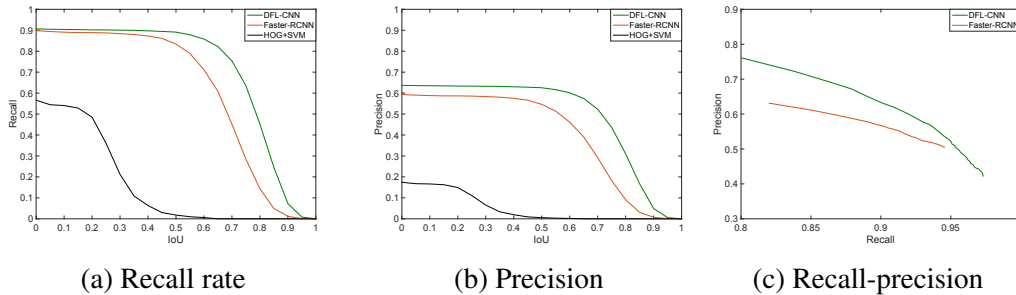 DFL-CNN
Faster-RCNN
HOG+SVM
Recall
1
0.9
0.8
0.7
0.6
0.5
0.4
0.3
0.2
0.1
0
0 0.1 0.2 0.3 0.4 0.5 0.6 0.7 0.8 0.9 1
IoU
(a) Recall rate
DFL-CNN
Faster-RCNN
HOG+SVM
Precision
1
0.9
0.8
0.7
0.6
0.5
0.4
0.3
0.2
0.1
0
0 0.1 0.2 0.3 0.4 0.5 0.6 0.7 0.8 0.9 1
IoU
(b) Precision
DFL-CNN
Faster-RCNN
Precision
0.9
0.8
0.7
0.6
0.5
0.4
0.3
0.8 0.85 0.9 0.95
Recall
(c) Recall-precision